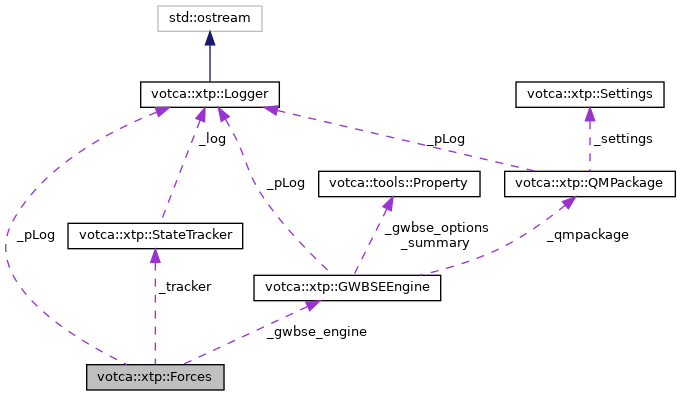 std::ostream
votca::xtp::Logger
votca::xtp::Settings
_log
_pLog
_settings
_pLog
votca::tools::Property
votca::xtp::QMPackage
_pLog
votca::xtp::StateTracker
_gwbse_options
_summary
_qmpackage
_tracker
votca::xtp::GWBSEEngine
_gwbse_engine
votca::xtp::Forces